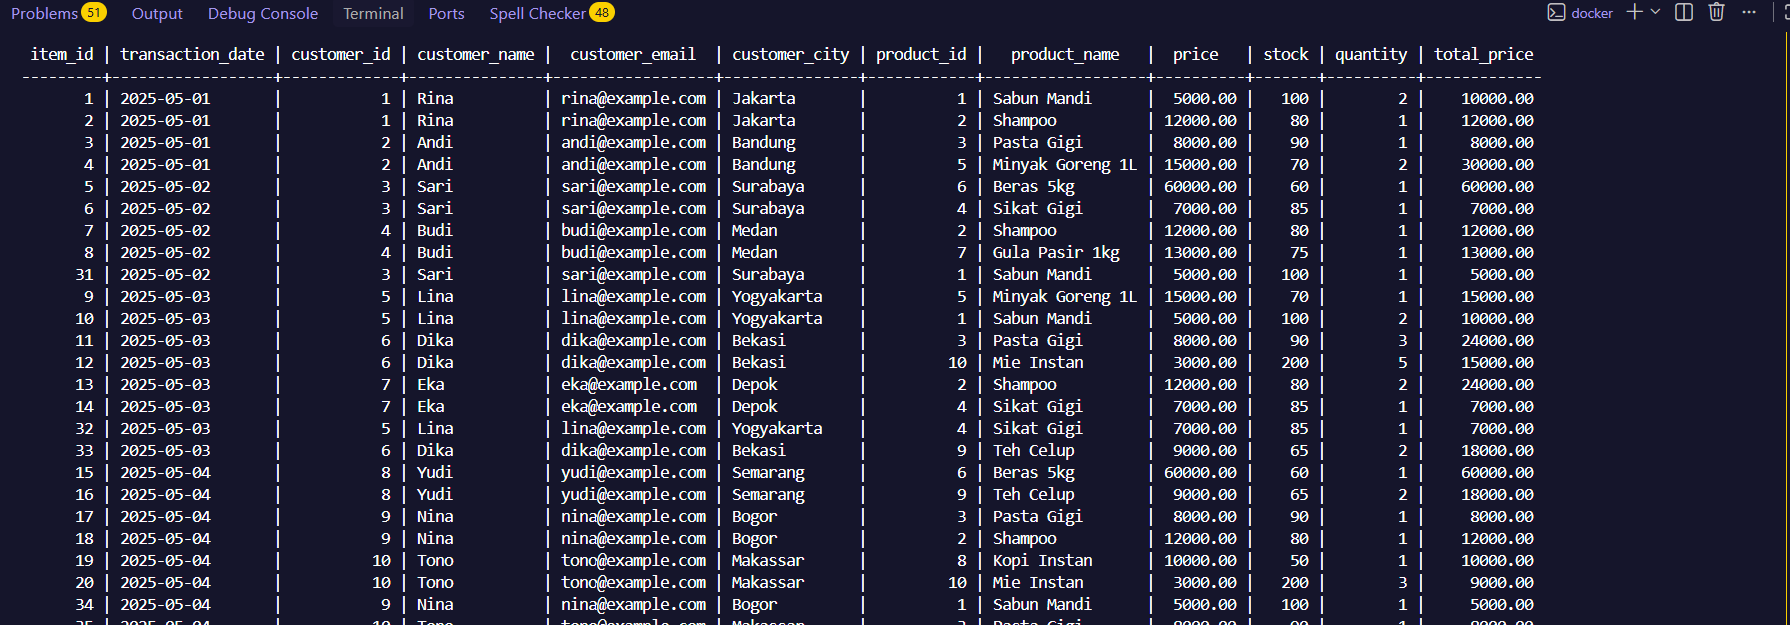 Problems 51 Output Debug Console Terminal Ports Spell Checker 48 docker
item_id | transaction_date | customer_id | customer_name | customer_email | customer_city | product_id | product_name | price | stock | quantity | total_price
---------+------------------+-------------+---------------+----------------+---------------+------------+------------------+----------+-------+----------+-------------
1 | 2025-05-01 | 1 | Rina | rina@example.com | Jakarta | 1 | Sabun Mandi | 5000.00 | 100 | 2 | 10000.00
2 | 2025-05-01 | 1 | Rina | rina@example.com | Jakarta | 2 | Shampoo | 12000.00 | 80 | 1 | 12000.00
3 | 2025-05-01 | 2 | Andi | andi@example.com | Bandung | 3 | Pasta Gigi | 8000.00 | 90 | 1 | 8000.00
4 | 2025-05-01 | 2 | Andi | andi@example.com | Bandung | 5 | Minyak Goreng 1L | 15000.00 | 70 | 2 | 30000.00
5 | 2025-05-02 | 3 | Sari | sari@example.com | Surabaya | 6 | Beras 5kg | 60000.00 | 60 | 1 | 60000.00
6 | 2025-05-02 | 3 | Sari | sari@example.com | Surabaya | 4 | Sikat Gigi | 7000.00 | 85 | 1 | 7000.00
7 | 2025-05-02 | 4 | Budi | budi@example.com | Medan | 2 | Shampoo | 12000.00 | 80 | 1 | 12000.00
8 | 2025-05-02 | 4 | Budi | budi@example.com | Medan | 7 | Gula Pasir 1kg | 13000.00 | 75 | 1 | 13000.00
31 | 2025-05-02 | 3 | Sari | sari@example.com | Surabaya | 1 | Sabun Mandi | 5000.00 | 100 | 1 | 5000.00
9 | 2025-05-03 | 5 | Lina | lina@example.com | Yogyakarta | 5 | Minyak Goreng 1L | 15000.00 | 70 | 1 | 15000.00
10 | 2025-05-03 | 5 | Lina | lina@example.com | Yogyakarta | 1 | Sabun Mandi | 5000.00 | 100 | 2 | 10000.00
11 | 2025-05-03 | 6 | Dika | dika@example.com | Bekasi | 3 | Pasta Gigi | 8000.00 | 90 | 3 | 24000.00
12 | 2025-05-03 | 6 | Dika | dika@example.com | Bekasi | 10 | Mie Instan | 3000.00 | 200 | 5 | 15000.00
13 | 2025-05-03 | 7 | Eka | eka@example.com | Depok | 2 | Shampoo | 12000.00 | 80 | 2 | 24000.00
14 | 2025-05-03 | 7 | Eka | eka@example.com | Depok | 4 | Sikat Gigi | 7000.00 | 85 | 1 | 7000.00
32 | 2025-05-03 | 5 | Lina | lina@example.com | Yogyakarta | 4 | Sikat Gigi | 7000.00 | 85 | 1 | 7000.00
33 | 2025-05-03 | 6 | Dika | dika@example.com | Bekasi | 9 | Teh Celup | 9000.00 | 65 | 2 | 18000.00
15 | 2025-05-04 | 8 | Yudi | yudi@example.com | Semarang | 6 | Beras 5kg | 60000.00 | 60 | 1 | 60000.00
16 | 2025-05-04 | 8 | Yudi | yudi@example.com | Semarang | 9 | Teh Celup | 9000.00 | 65 | 2 | 18000.00
17 | 2025-05-04 | 9 | Nina | nina@example.com | Bogor | 3 | Pasta Gigi | 8000.00 | 90 | 1 | 8000.00
18 | 2025-05-04 | 9 | Nina | nina@example.com | Bogor | 2 | Shampoo | 12000.00 | 80 | 1 | 12000.00
19 | 2025-05-04 | 10 | Tono | tono@example.com | Makassar | 8 | Kopi Instan | 10000.00 | 50 | 1 | 10000.00
20 | 2025-05-04 | 10 | Tono | tono@example.com | Makassar | 10 | Mie Instan | 3000.00 | 200 | 3 | 9000.00
34 | 2025-05-04 | 9 | Nina | nina@example.com | Bogor | 1 | Sabun Mandi | 5000.00 | 100 | 1 | 5000.00